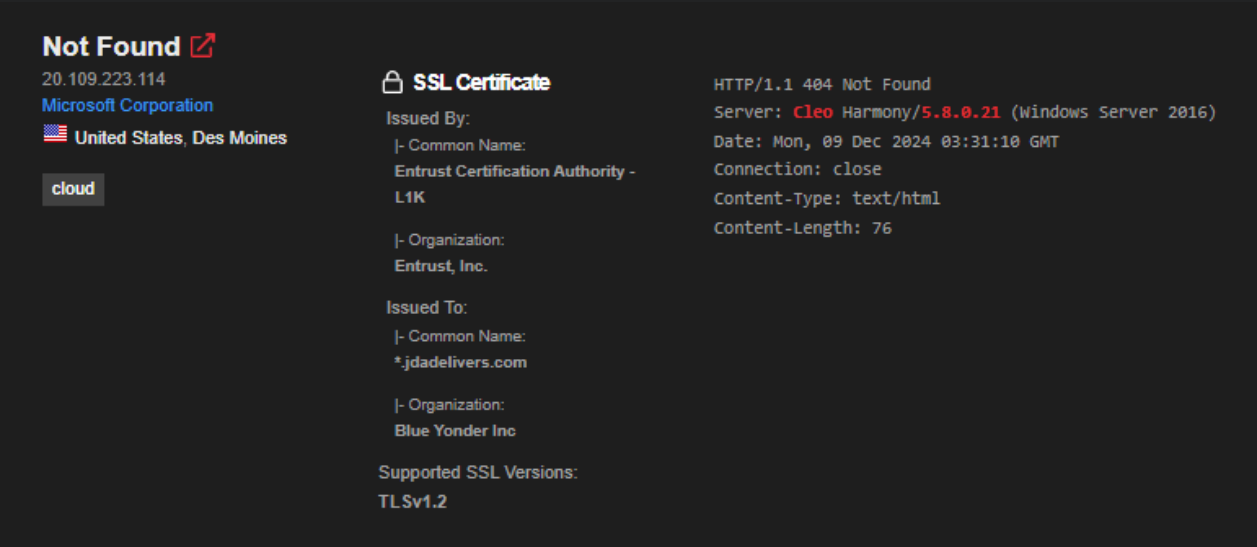 Not Found
20.109.223.114
Microsoft Corporation
United States, Des Moines
cloud
SSL Certificate
Issued By:
|- Common Name:
Entrust Certification Authority -
L1K
|- Organization:
Entrust, Inc.
Issued To:
|- Common Name:
*.jdadelivers.com
|- Organization:
Blue Yonder Inc
Supported SSL Versions:
TLSv1.2
HTTP/1.1 404 Not Found
Server: Cleo Harmony/5.8.0.21 (Windows Server 2016)
Date: Mon, 09 Dec 2024 03:31:10 GMT
Connection: close
Content-Type: text/html
Content-Length: 76